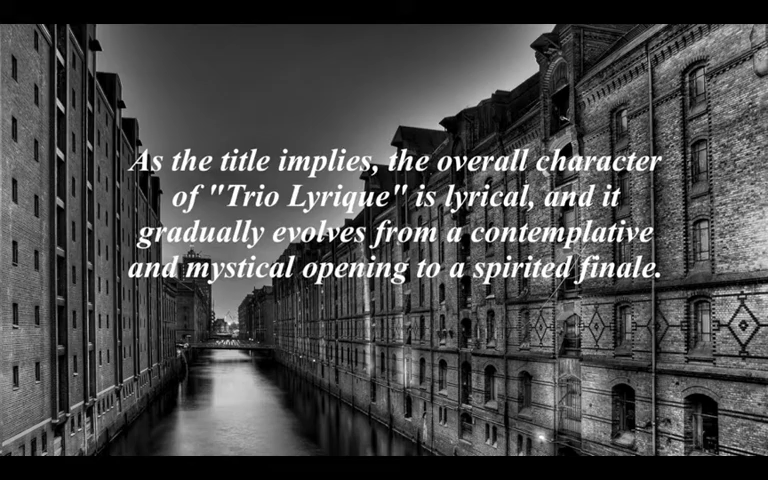 As the title implies, the overall character
of "Trio Lyrique" is lyrical, and it
gradually evolves from a contemplative
and mystical opening to a spirited finale.